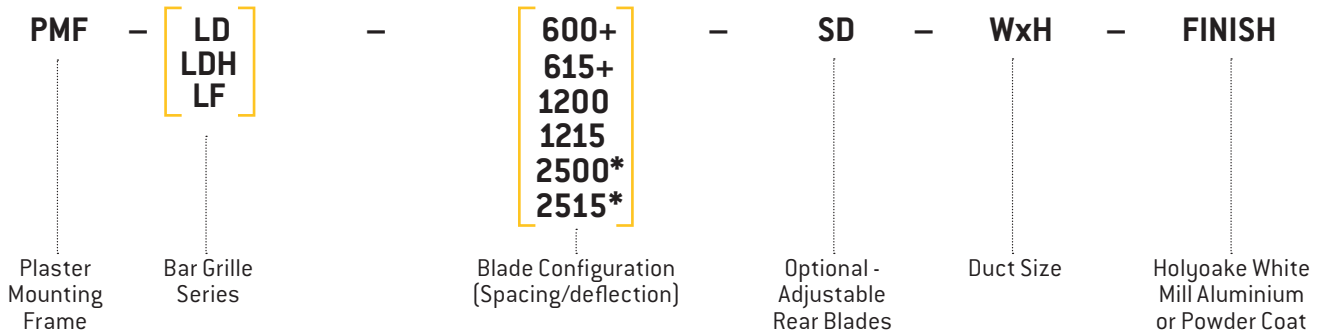 PMF – LD – 600+ – SD – WxH – FINISH
LDH 615+
LF 1200
1215
2500*
2515*
Plaster Bar Grille Blade Configuration Optional - Duct Size Holyoake White
Mounting Series (Spacing/deflection) Adjustable Mill Aluminium
Frame Rear Blades or Powder Coat